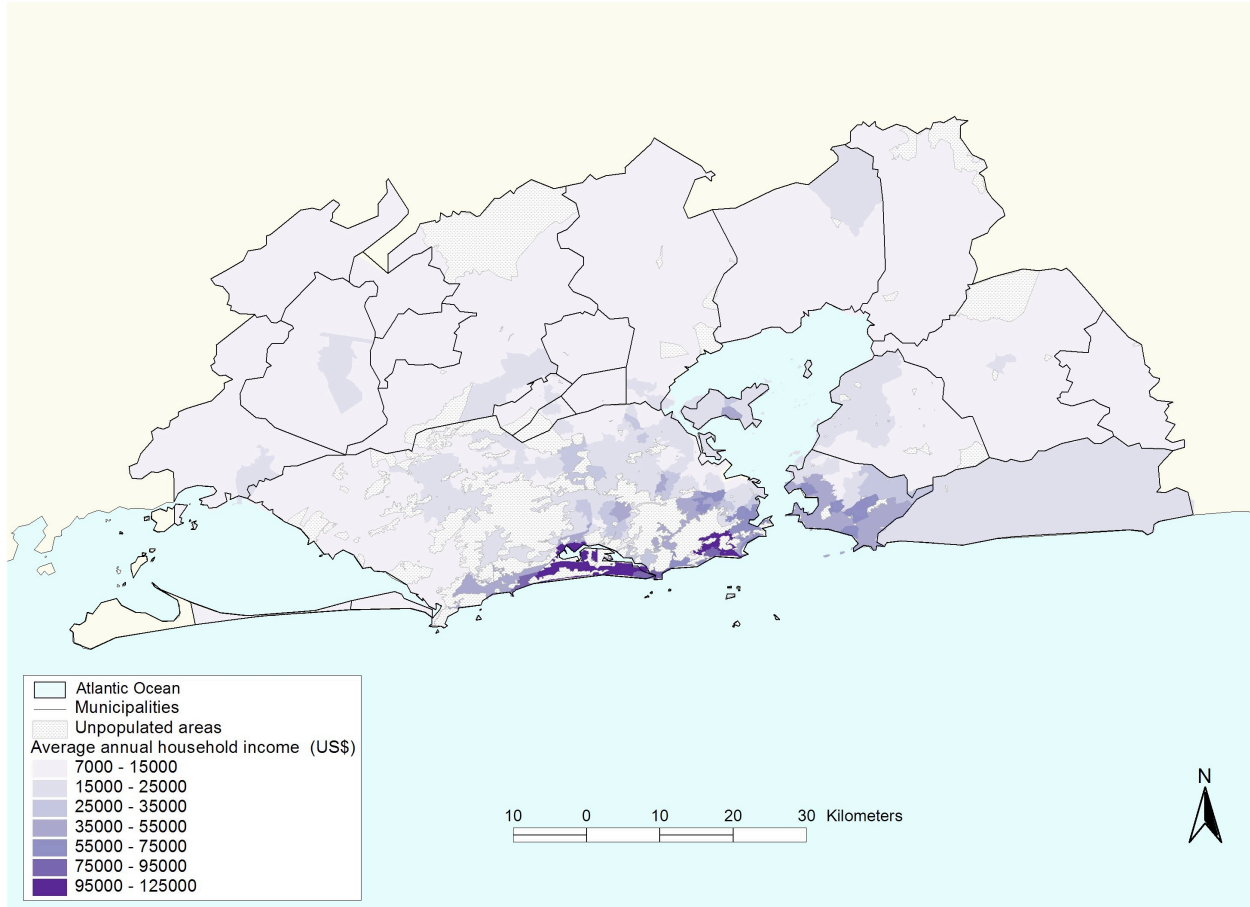 Atlantic Ocean
Municipalities
Unpopulated areas
Average annual household income (US$)
7000 - 15000
15000 - 25000
25000 - 35000
35000 - 55000
55000 - 75000
75000 - 95000
95000 - 125000
10 0 10 20 30 Kilometers
N